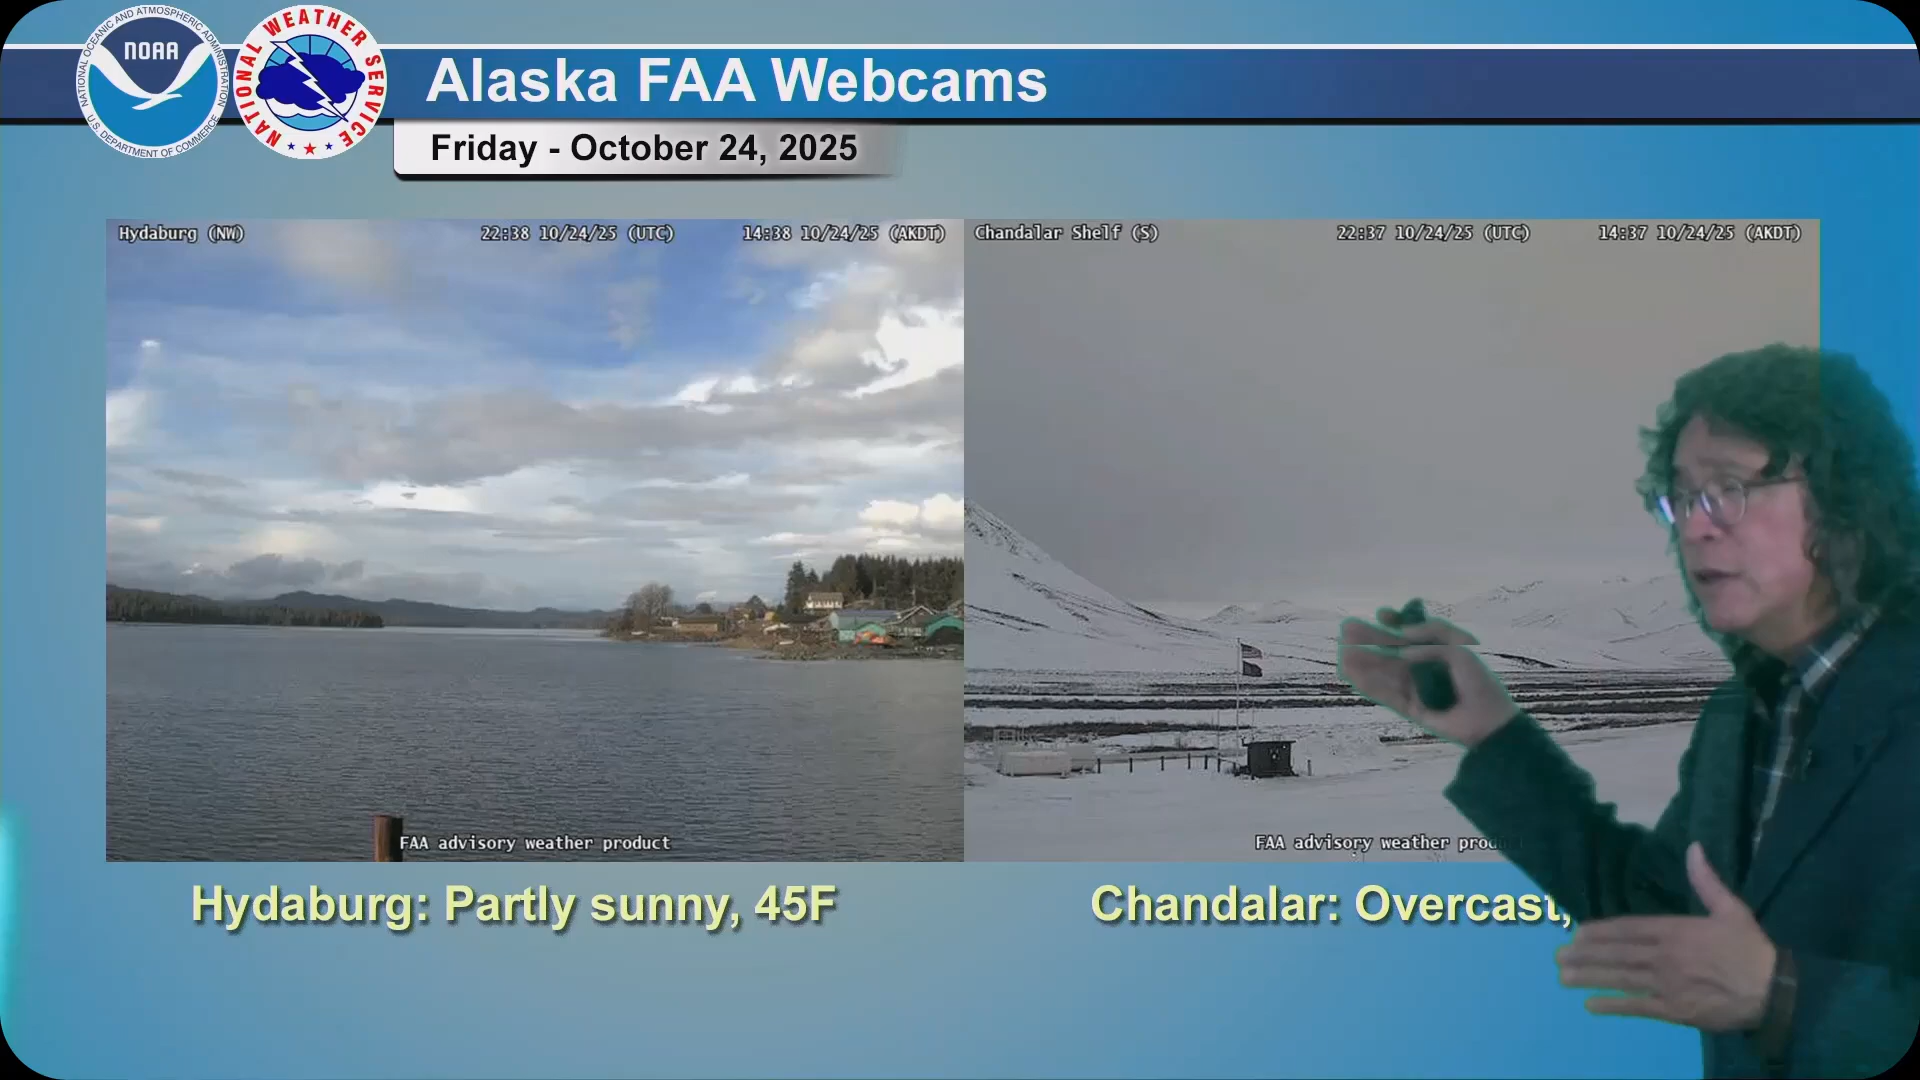 NATIONAL OCEANIC AND ATMOSPHERIC ADMINISTRATION
NOAA
U.S. DEPARTMENT OF COMMERCE
NATIONAL WEATHER SERVICE
Alaska FAA Webcams
Friday - October 24, 2025
Hydaburg (NW) 22:38 10/24/25 (UTC) 14:38 10/24/25 (AKDT)
Chandalar Shelf (S) 22:37 10/24/25 (UTC) 14:37 10/24/25 (AKDT)
FAA advisory weather product
FAA advisory weather prod
Hydaburg: Partly sunny, 45F
Chandalar: Overcast,